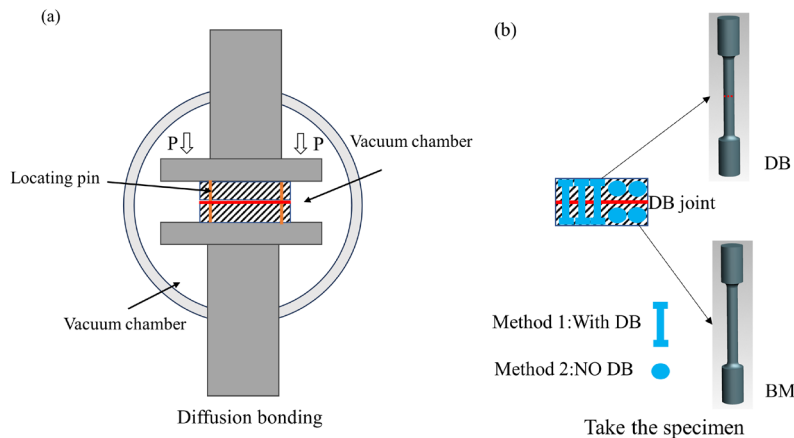 (a)
P
P
Vacuum chamber
Locating pin
Vacuum chamber
Diffusion bonding
(b)
DB
DB joint
Method 1:With DB
Method 2:NO DB
BM
Take the specimen